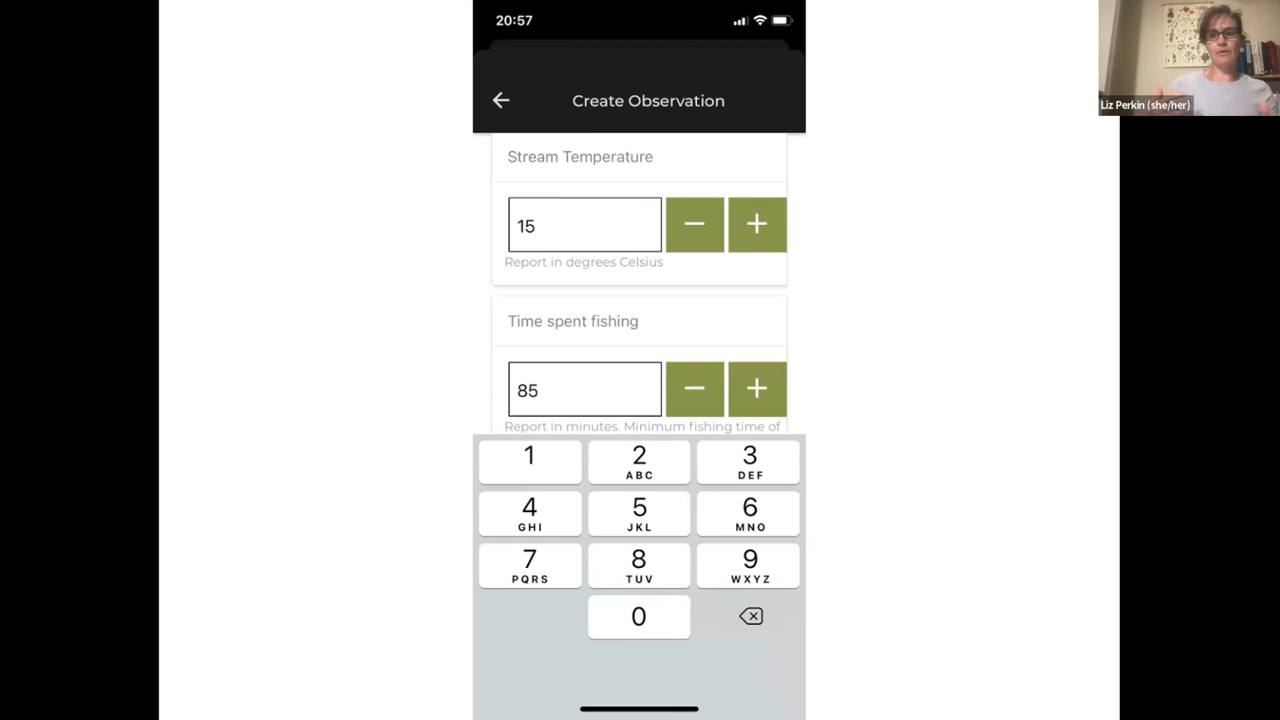 20:57
Create Observation
Liz Perkin (she/her)
Stream Temperature
15
Report in degrees Celsius
Time spent fishing
85
Report in minutes. Minimum fishing time of
1
2 ABC
3 DEF
4 GHI
5 JKL
6 MNO
7 PQRS
8 TUV
9 WXYZ
0